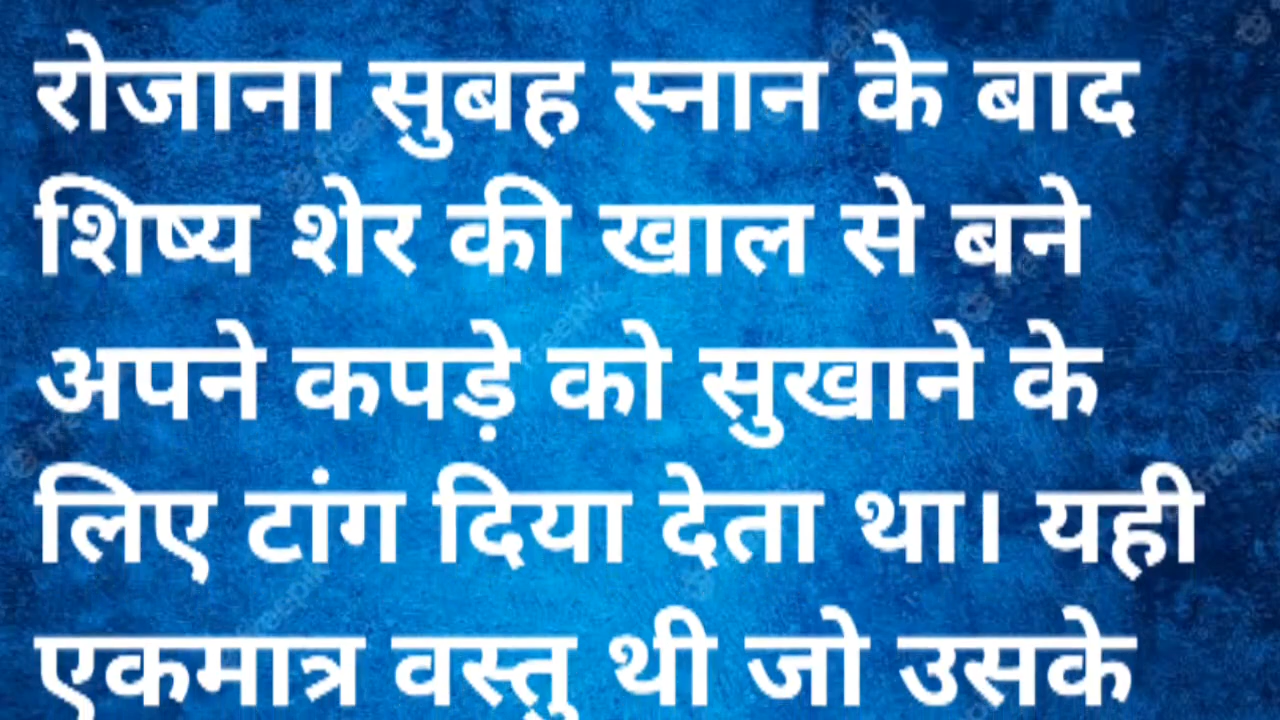 रोजाना सुबह स्नान के बाद
शिष्य शेर की खाल से बने
अपने कपड़े को सुखाने के
लिए टांग दिया देता था। यही
एकमात्र वस्तु थी जो उसके